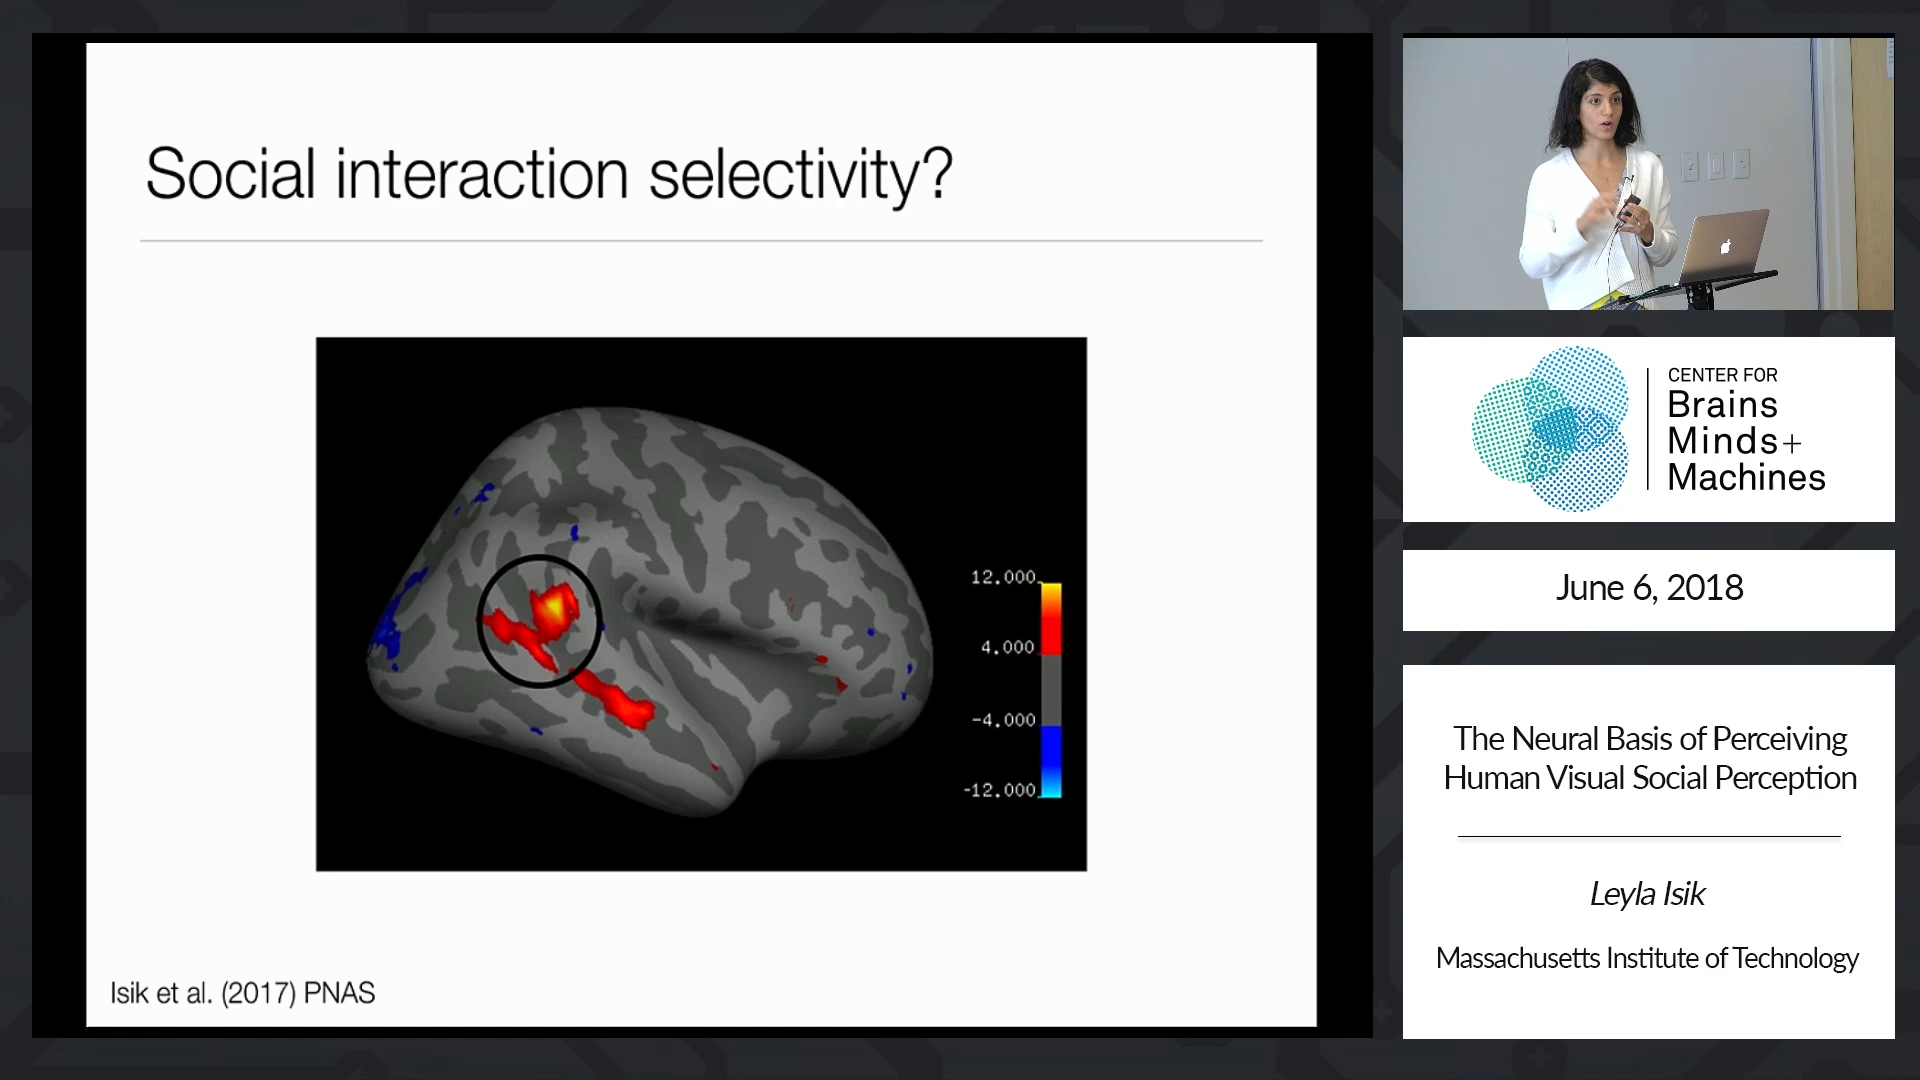 Social interaction selectivity?
12.000
4.000
-4.000
-12.000
Isik et al. (2017) PNAS
CENTER FOR
Brains
Minds+
Machines
June 6, 2018
The Neural Basis of Perceiving
Human Visual Social Perception
Leyla Isik
Massachusetts Institute of Technology